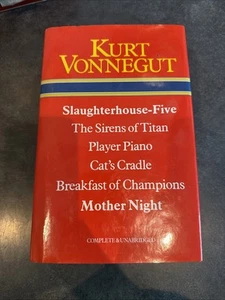 KURT
VONNEGUT
Slaughterhouse-Five
The Sirens of Titan
Player Piano
Cat's Cradle
Breakfast of Champions
Mother Night
COMPLETE & UNABRIDGED